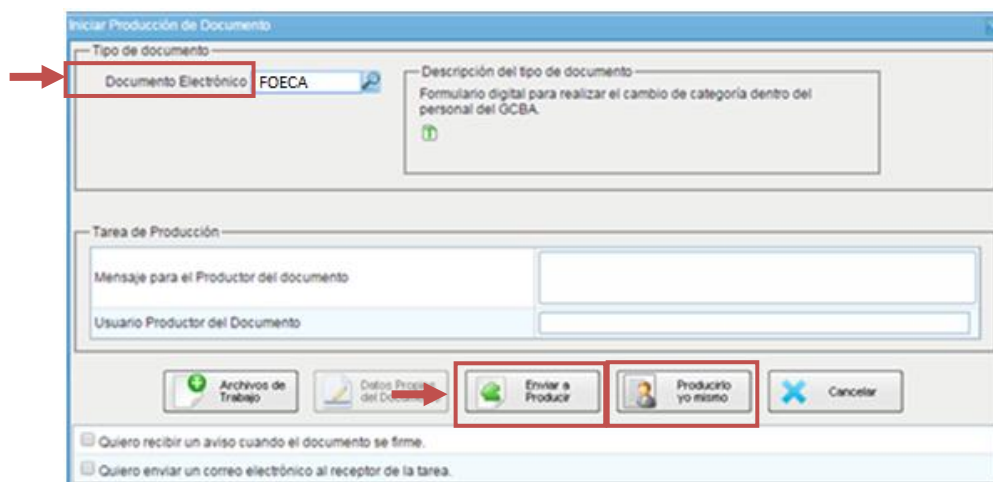 Iniciar Producción de Documento
Tipo de documento
Documento Electrónico FOECA
Descripción del tipo de documento
Formulario digital para realizar el cambio de categoría dentro del
personal del GCBA.
Tarea de Producción
Mensaje para el Productor del documento
Usuario Productor del Documento
Archivos de
Trabajo
Datos Propios
del
Enviar a
Producir
Producirlo
yo mismo
Cancelar
Quiero recibir un aviso cuando el documento se firme.
Quiero enviar un correo electrónico al receptor de la tarea.